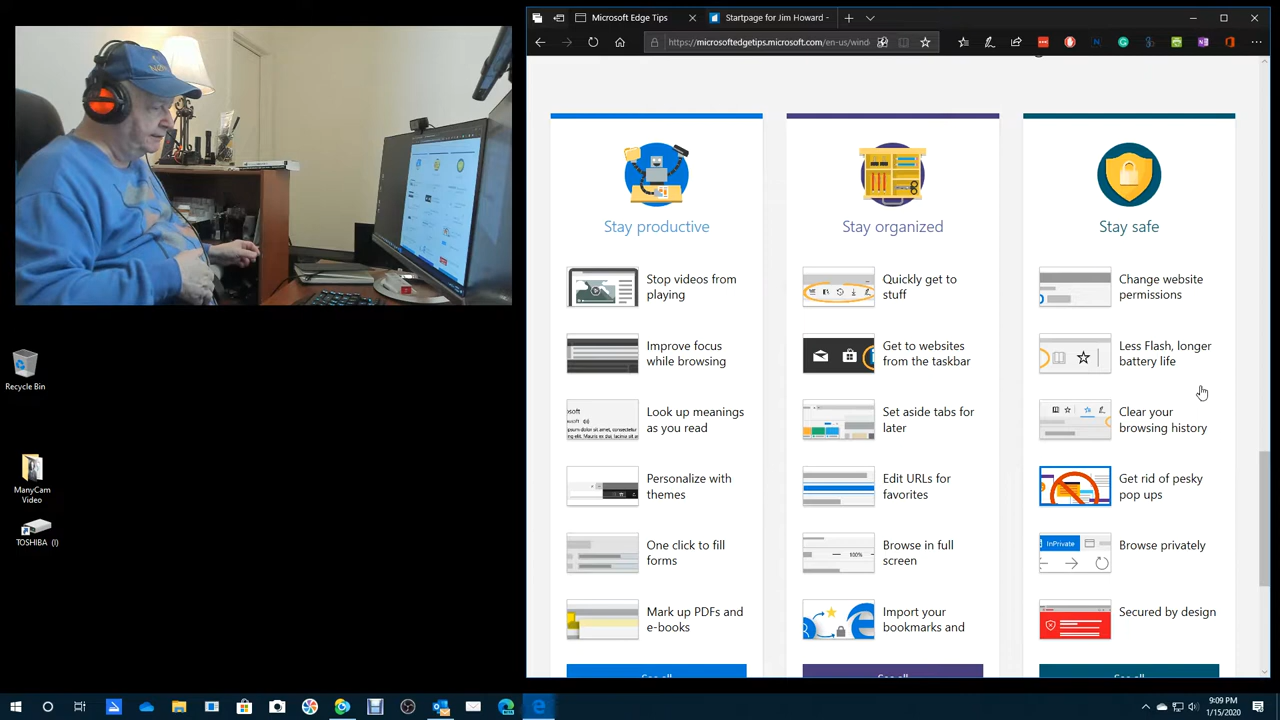 Microsoft Edge Tips
Startpage for Jim Howard -
https://microsoftedgetips.microsoft.com/en-us/wind
Stay productive
Stop videos from
playing
Improve focus
while browsing
Look up meanings
as you read
Personalize with
themes
One click to fill
forms
Mark up PDFs and
e-books
Stay organized
Quickly get to
stuff
Get to websites
from the taskbar
Set aside tabs for
later
Edit URLs for
favorites
100%
Browse in full
screen
Import your
bookmarks and
Stay safe
Change website
permissions
Less Flash, longer
battery life
Clear your
browsing history
Get rid of pesky
pop ups
InPrivate
Browse privately
Secured by design
Recycle Bin
ManyCam
Video
TOSHIBA (I)
9:09 PM
1/15/2020